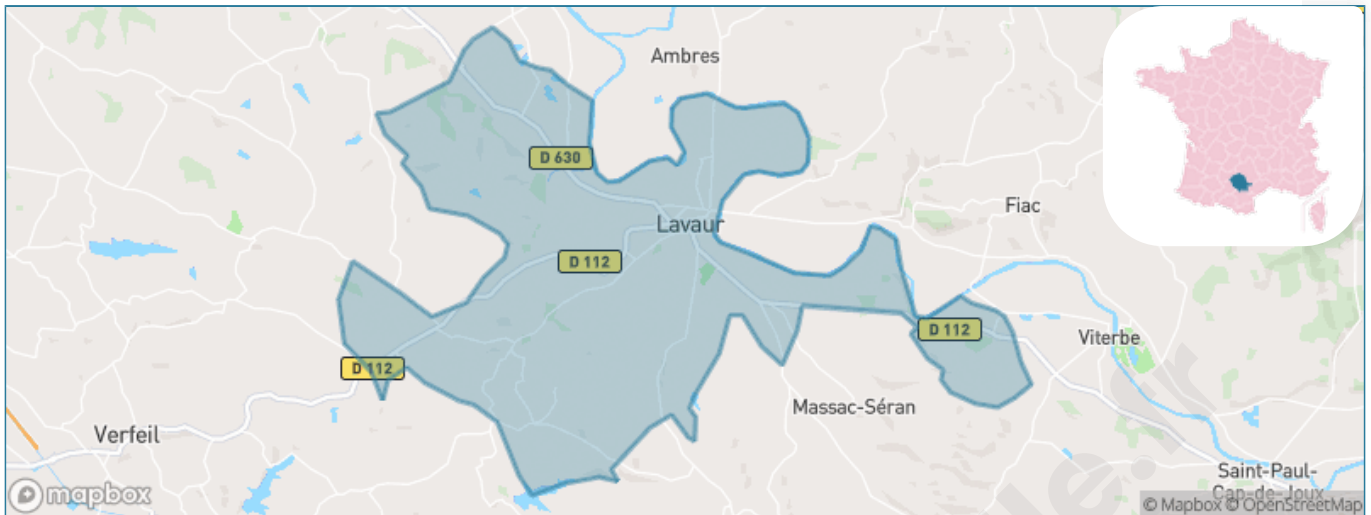 Ambres
D 630
Fiac
Lavaur
D 112
D 112
Viterbe
D 112
Massac-Séran
Verfeil
Saint-Paul-
Cap-de-Joux
mapbox
© Mapbox © OpenStreetMap